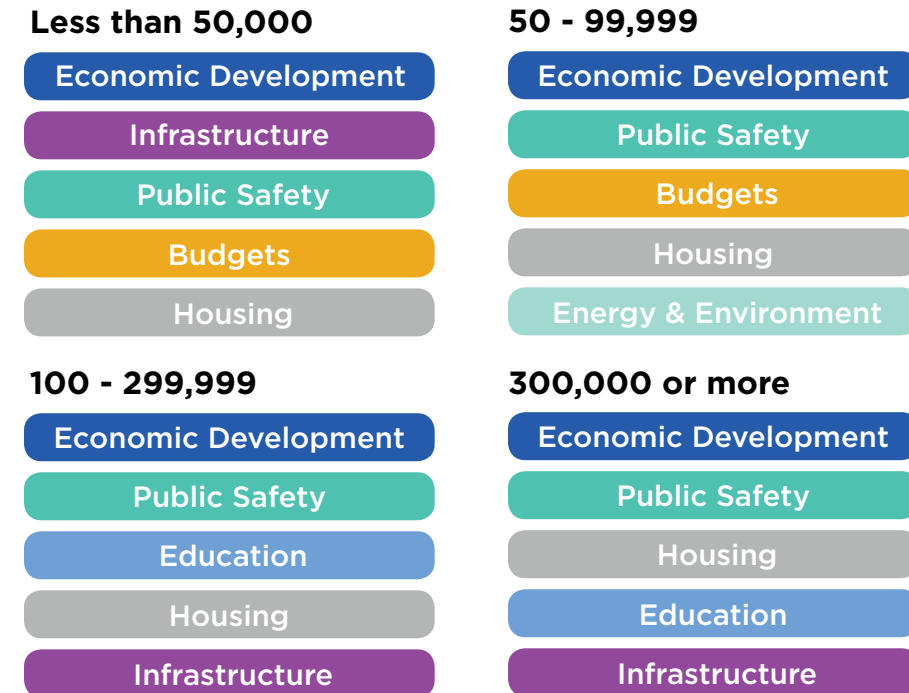 Less than 50,000
Economic Development
Infrastructure
Public Safety
Budgets
Housing
50 - 99,999
Economic Development
Public Safety
Budgets
Housing
Energy & Environment
100 - 299,999
Economic Development
Public Safety
Education
Housing
Infrastructure
300,000 or more
Economic Development
Public Safety
Housing
Education
Infrastructure